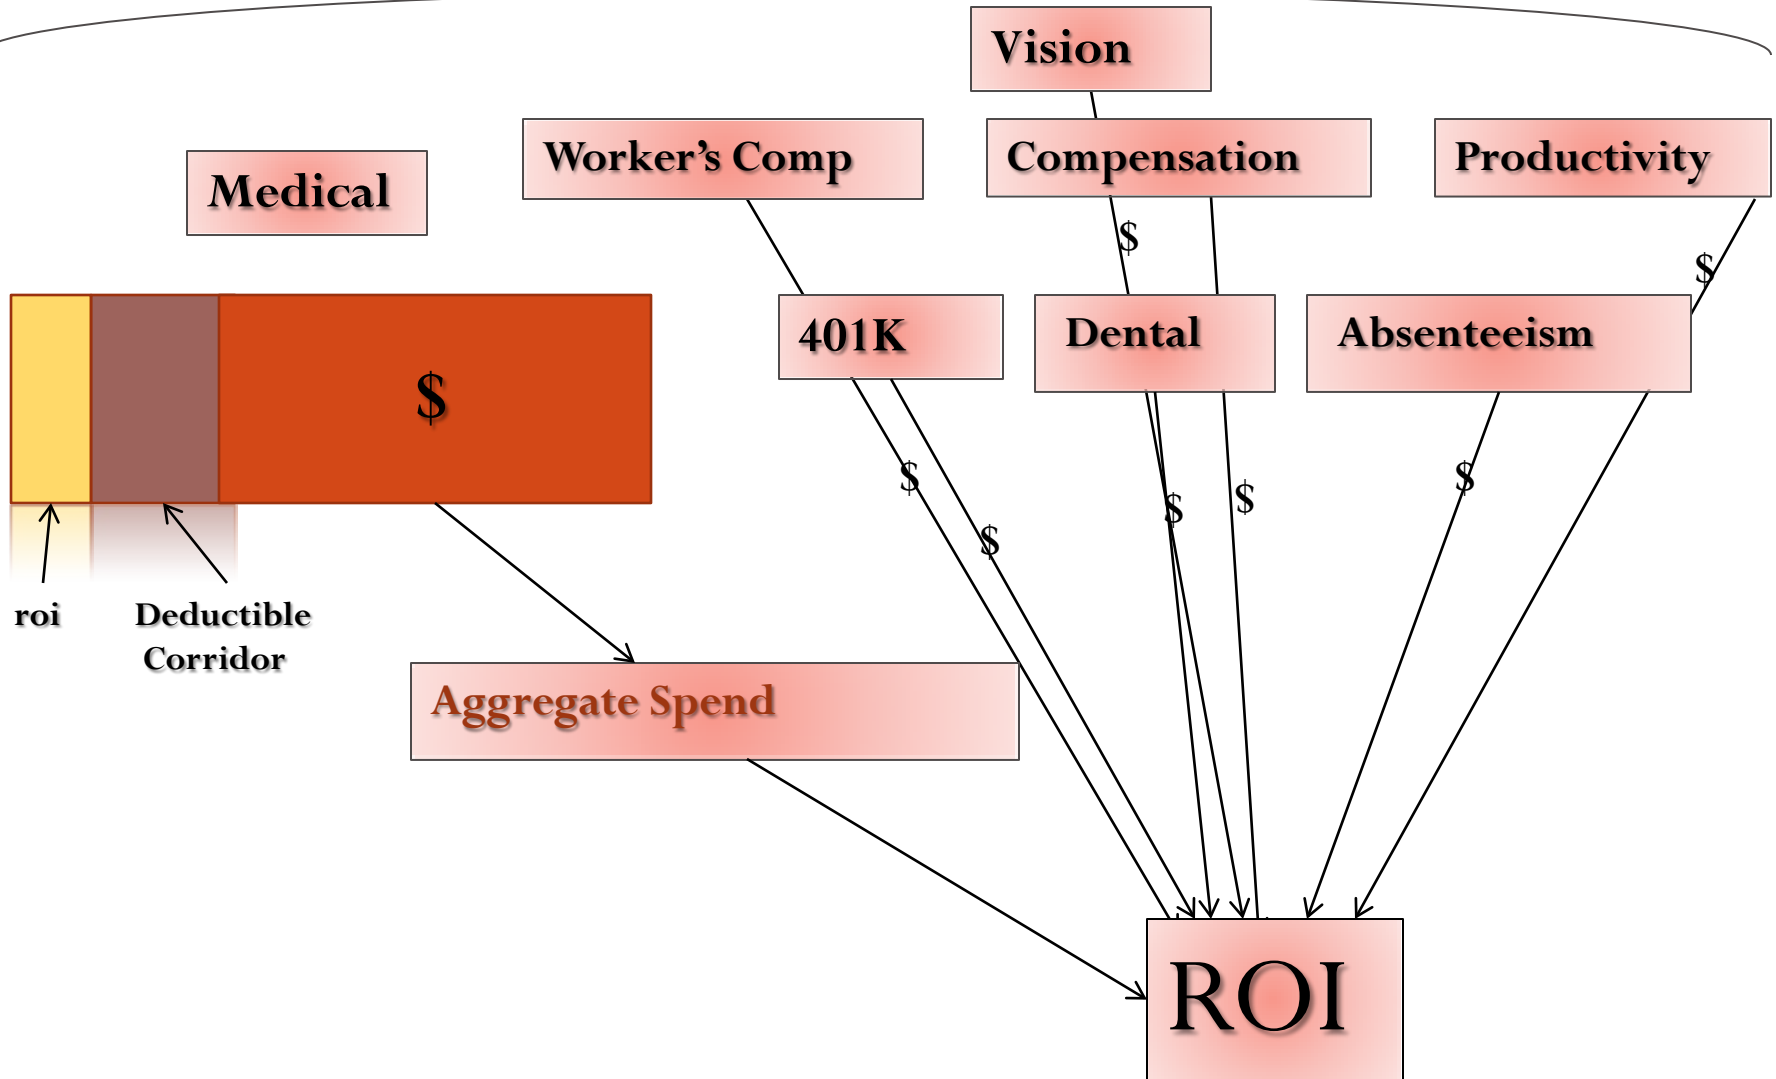 Vision
Worker’s Comp
Compensation
Productivity
Medical
$
$
401K
Dental
Absenteeism
$
$
$
$
$
$
roi
Deductible
Corridor
Aggregate Spend
ROI